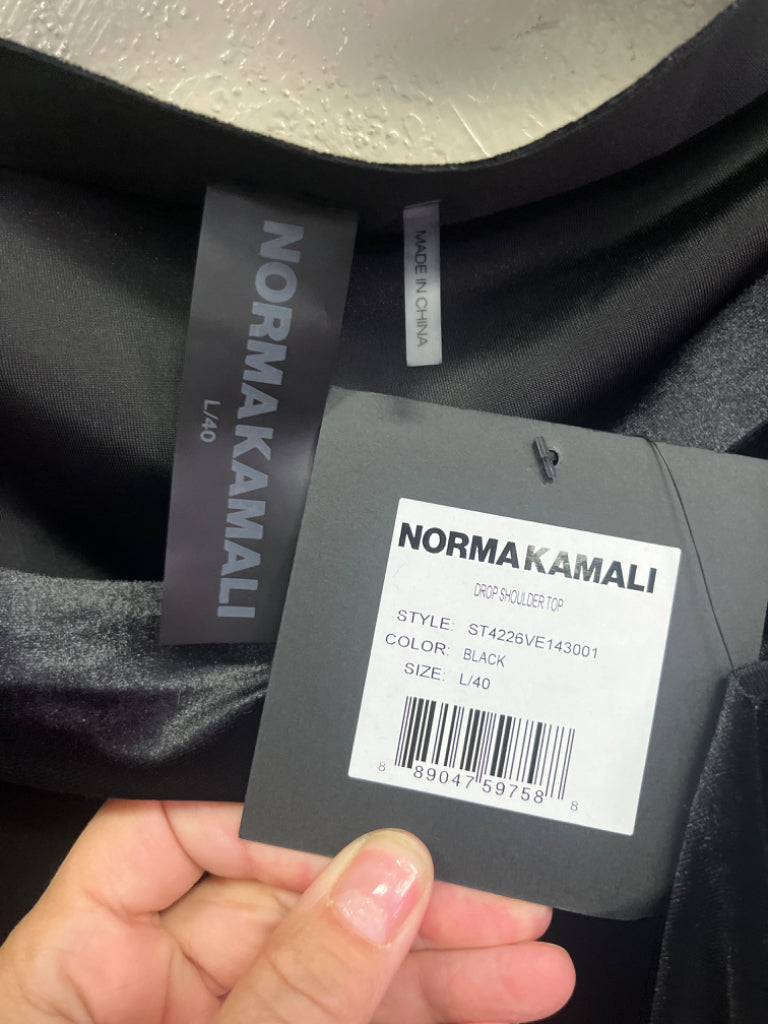 NORMA KAMALI
L/40
MADE IN CHINA
NORMA KAMALI
DROP SHOULDER TOP
STYLE: ST4226VE143001
COLOR: BLACK
SIZE: L/40
8 89047 59758 8